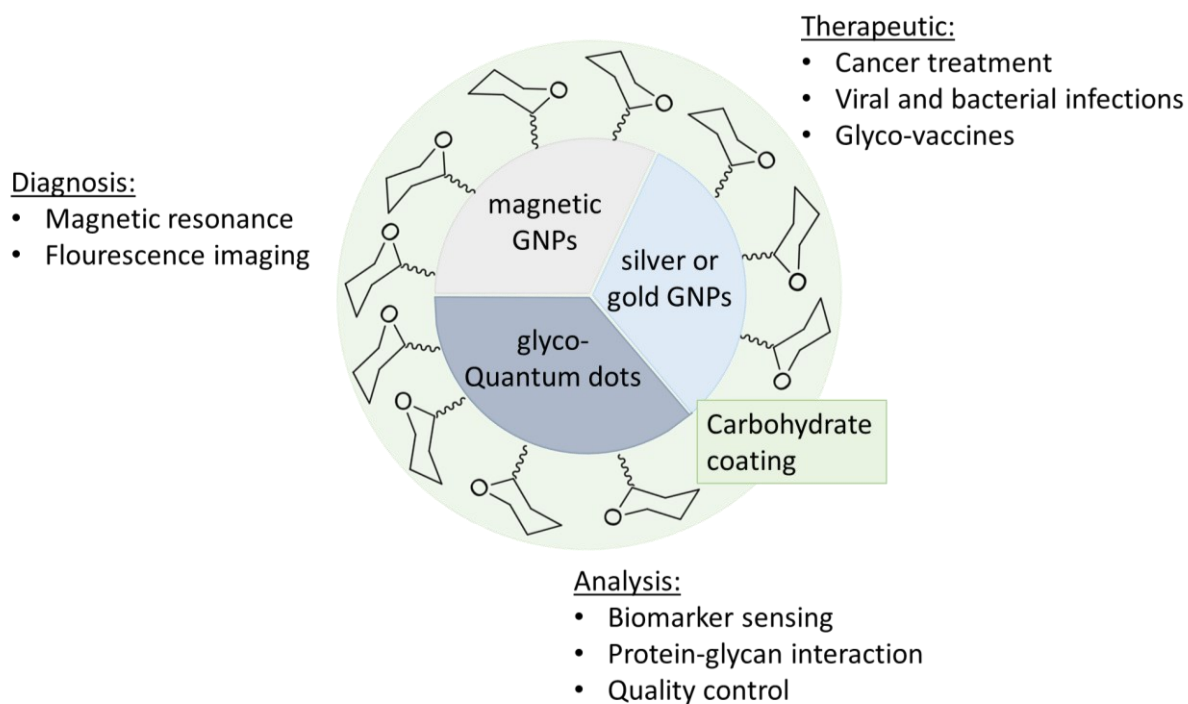 Therapeutic:
• Cancer treatment
• Viral and bacterial infections
• Glyco-vaccines
Diagnosis:
• Magnetic resonance
• Flourescence imaging
magnetic
GNPs
silver or
gold GNPs
glyco-
Quantum dots
Carbohydrate
coating
O
O
O
O
O
O
O
O
O
O
O
Analysis:
• Biomarker sensing
• Protein-glycan interaction
• Quality control